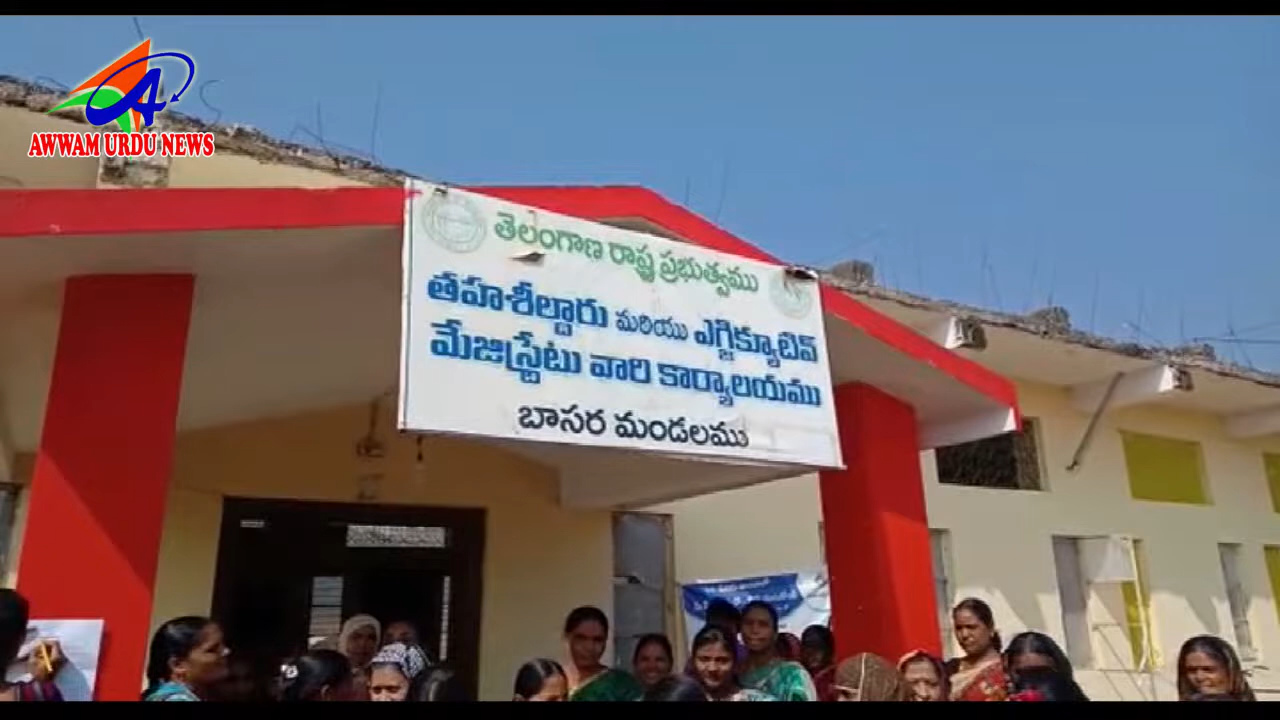 AWWAM URDU NEWS
తెలంగాణ రాష్ట్ర ప్రభుత్వము
తహశీల్దారు మరియు ఎగ్జిక్యూటివ్
మేజిస్ట్రేటు వారి కార్యాలయము
బాసర మండలము